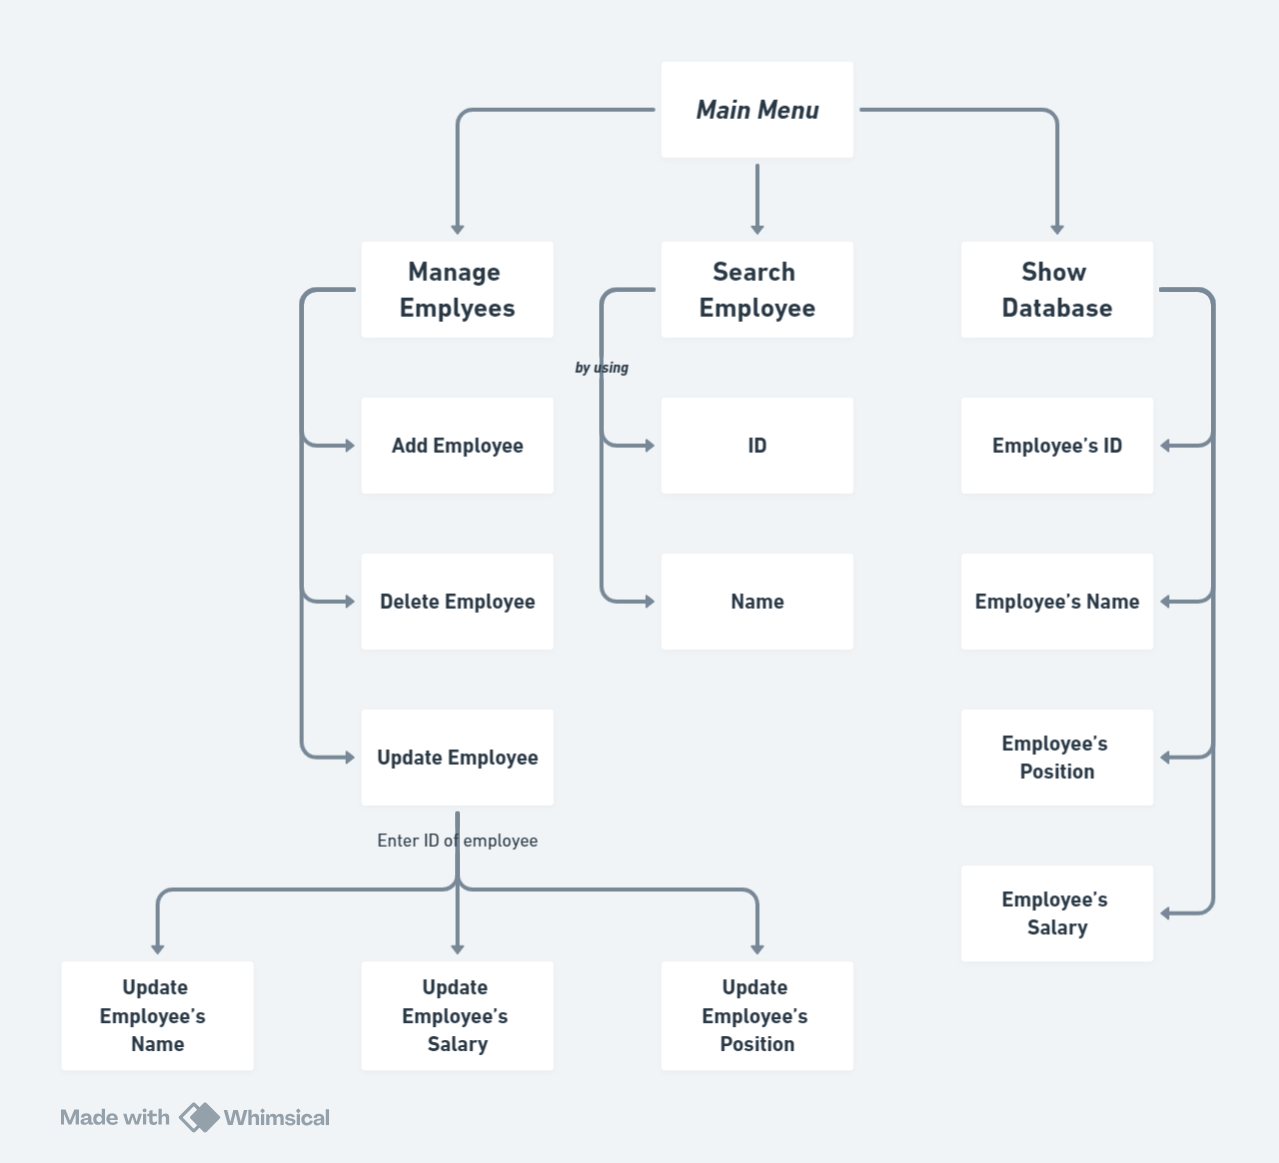 Main Menu
Manage
Emplyees
Search
Employee
Show
Database
by using
Add Employee
ID
Employee’s ID
Delete Employee
Name
Employee’s Name
Update Employee
Employee’s
Position
Enter ID of employee
Employee’s
Salary
Update
Employee’s
Name
Update
Employee’s
Salary
Update
Employee’s
Position
Made with Whimsical